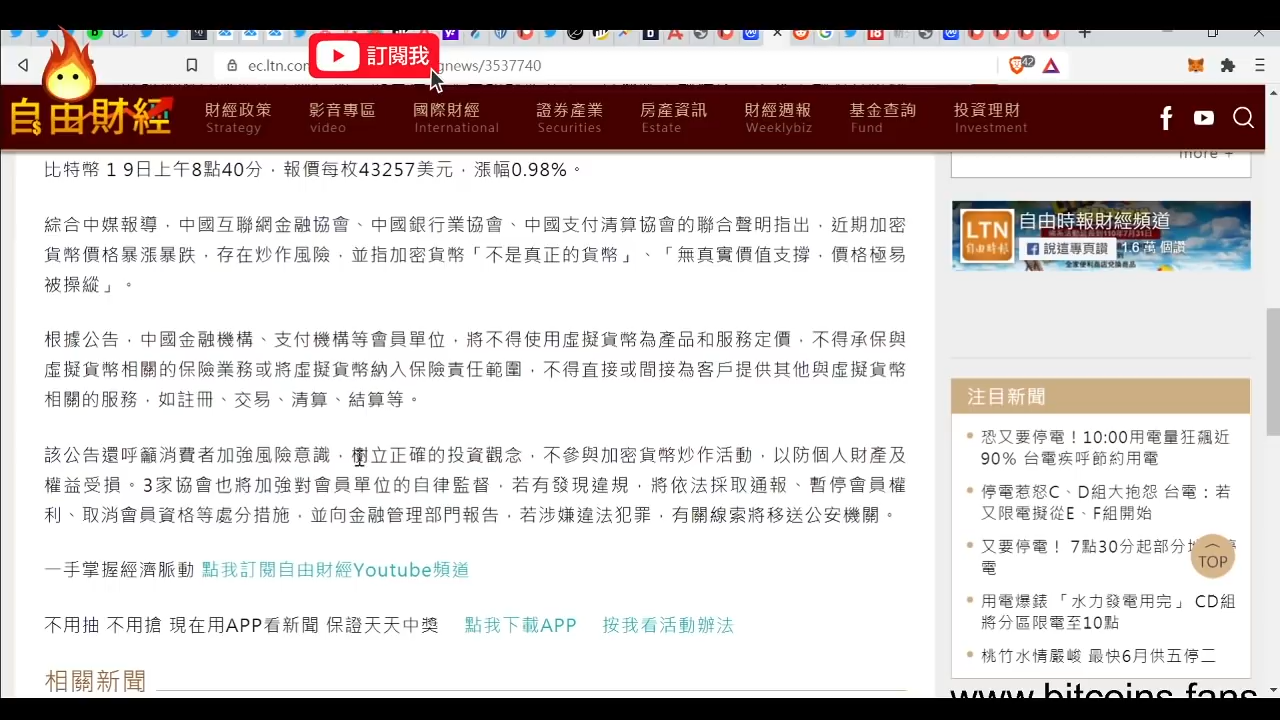 訂閱我
ec.ltn.com
gnews/3537740
42
自由財經
財經政策
Strategy
影音專區
video
國際財經
International
證券產業
Securities
房產資訊
Estate
財經週報
Weeklybiz
基金查詢
Fund
投資理財
Investment
比特幣 1 9日上午8點40分，報價每枚43257美元，漲幅0.98%。
綜合中媒報導，中國互聯網金融協會、中國銀行業協會、中國支付清算協會的聯合聲明指出，近期加密
貨幣價格暴漲暴跌，存在炒作風險，並指加密貨幣「不是真正的貨幣」、「無真實價值支撐，價格極易
被操縱」。
根據公告，中國金融機構、支付機構等會員單位，將不得使用虛擬貨幣為產品和服務定價，不得承保與
虛擬貨幣相關的保險業務或將虛擬貨幣納入保險責任範圍，不得直接或間接為客戶提供其他與虛擬貨幣
相關的服務，如註冊、交易、清算、結算等。
該公告還呼籲消費者加強風險意識，樹立正確的投資觀念，不參與加密貨幣炒作活動，以防個人財產及
權益受損。3家協會也將加強對會員單位的自律監督，若有發現違規，將依法採取通報、暫停會員權
利、取消會員資格等處分措施，並向金融管理部門報告，若涉嫌違法犯罪，有關線索將移送公安機關。
一手掌握經濟脈動 點我訂閱自由財經Youtube頻道
不用抽 不用搶 現在用APP看新聞 保證天天中獎 點我下載APP 按我看活動辦法
相關新聞
more +
LTN
自由時報
自由時報財經頻道
說這專頁讚 1.6 萬 個讚
注目新聞
恐又要停電！10:00用電量狂飆近
90% 台電疾呼節約用電
停電惹怒C、D組大抱怨 台電：若
又限電擬從E、F組開始
又要停電！ 7點30分起部分地
電
用電爆錶 「水力發電用完」 CD組
將分區限電至10點
桃竹水情嚴峻 最快6月供五停二
TOP
www.bitcoins.fans